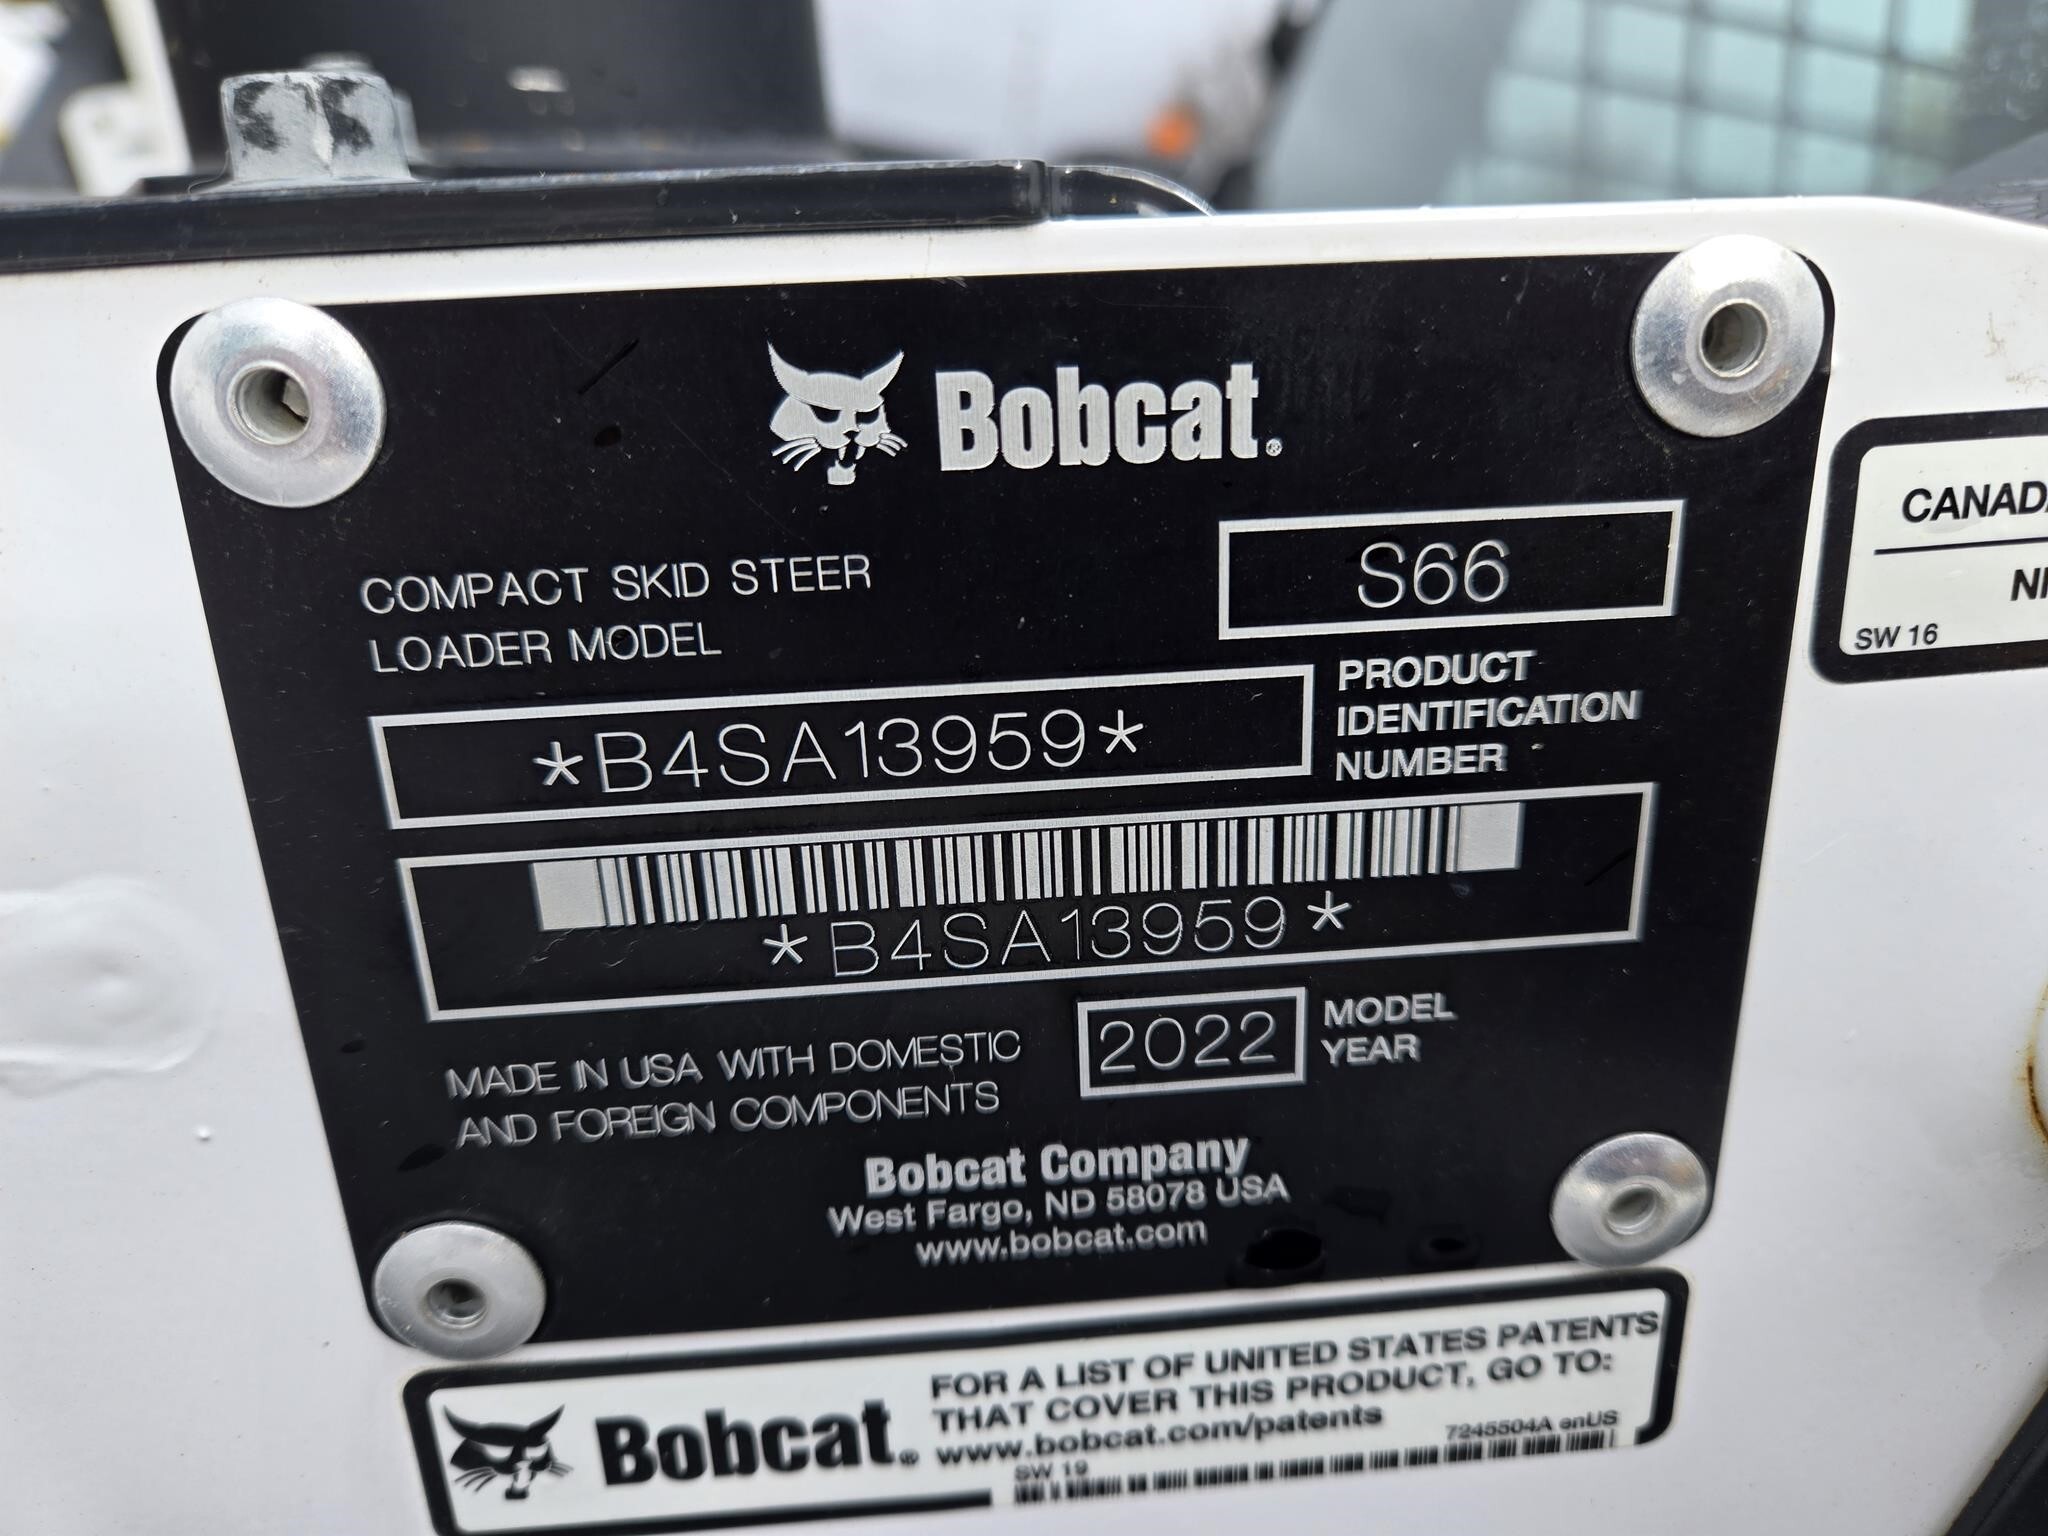 Bobcat®
COMPACT SKID STEER
LOADER MODEL
S66
*B4SA13959*
PRODUCT
IDENTIFICATION
NUMBER
*B4SA13959*
MADE IN USA WITH DOMESTIC
AND FOREIGN COMPONENTS
2022
MODEL
YEAR
Bobcat Company
West Fargo, ND 58078 USA
www.bobcat.com
CANADA
SW 16
Bobcat®
FOR A LIST OF UNITED STATES PATENTS
THAT COVER THIS PRODUCT, GO TO:
www.bobcat.com/patents
7245504A enUS
SW 19